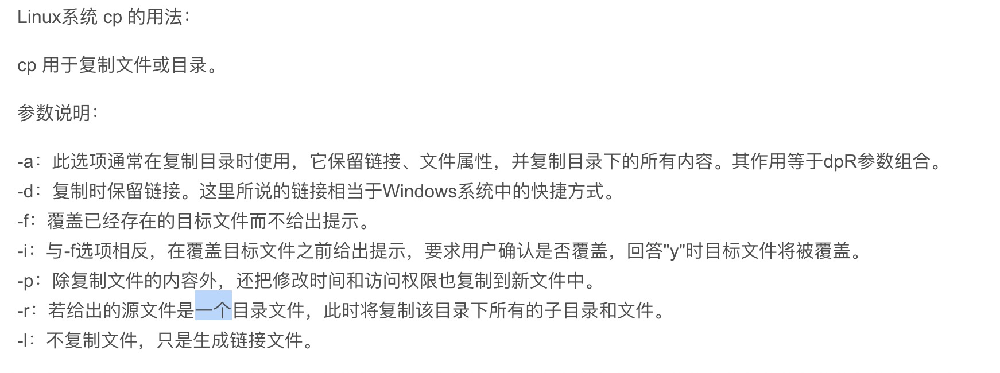 Linux系统 cp 的用法：
cp 用于复制文件或目录。
参数说明：
-a：此选项通常在复制目录时使用，它保留链接、文件属性，并复制目录下的所有内容。其作用等于dpR参数组合。
-d：复制时保留链接。这里所说的链接相当于Windows系统中的快捷方式。
-f：覆盖已经存在的目标文件而不给出提示。
-i：与-f选项相反，在覆盖目标文件之前给出提示，要求用户确认是否覆盖，回答"y"时目标文件将被覆盖。
-p：除复制文件的内容外，还把修改时间和访问权限也复制到新文件中。
-r：若给出的源文件是一个目录文件，此时将复制该目录下所有的子目录和文件。
-l：不复制文件，只是生成链接文件。